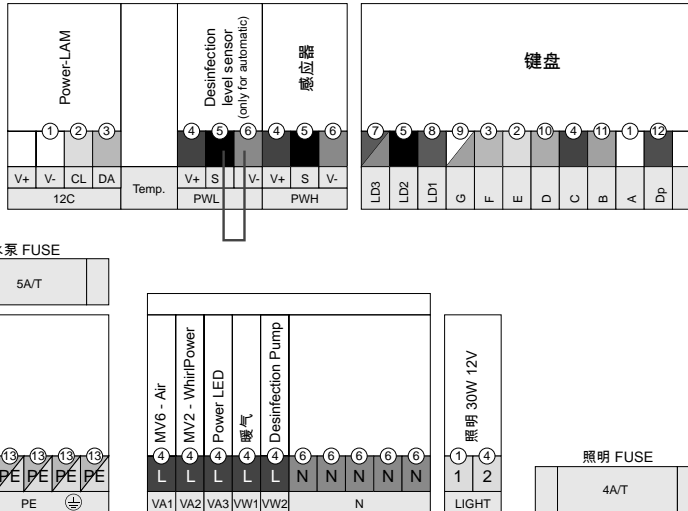 Power-LAM
Desinfection
level sensor
(only for automatic)
感应器
键盘
1 2 3 4 5 6 4 5 6 7 5 8 9 3 2 10 4 11 1 12
V+ V- CL DA Temp. V+ S V- V+ S V- LD3 LD2 LD1 G F E D C B A Dp
12C PWL PWH
泵 FUSE
5A/T
MV6 - Air
MV2 - WhirlPower
Power LED
暖气
Desinfection Pump
照明 30W 12V
13 13 13 13 4 4 4 4 4 6 6 6 6 6 1 4
PE PE PE PE L L L L L N N N N N 1 2
PE VA1 VA2 VA3 VW1 VW2 N LIGHT
照明 FUSE
4A/T